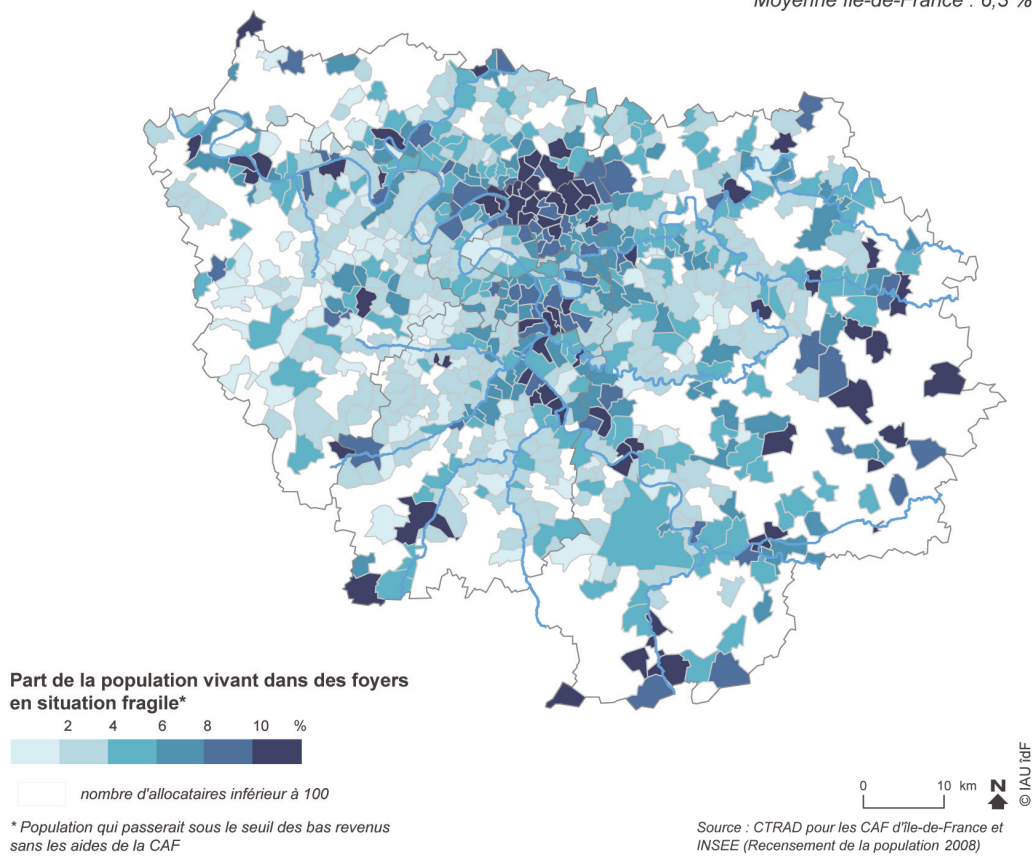 Moyenne Île-de-France : 6,3 %
Part de la population vivant dans des foyers
en situation fragile*
2 4 6 8 10 %
nombre d'allocataires inférieur à 100
* Population qui passerait sous le seuil des bas revenus
sans les aides de la CAF
0 10 km N
© IAU îdF
Source : CTRAD pour les CAF d'île-de-France et
INSEE (Recensement de la population 2008)